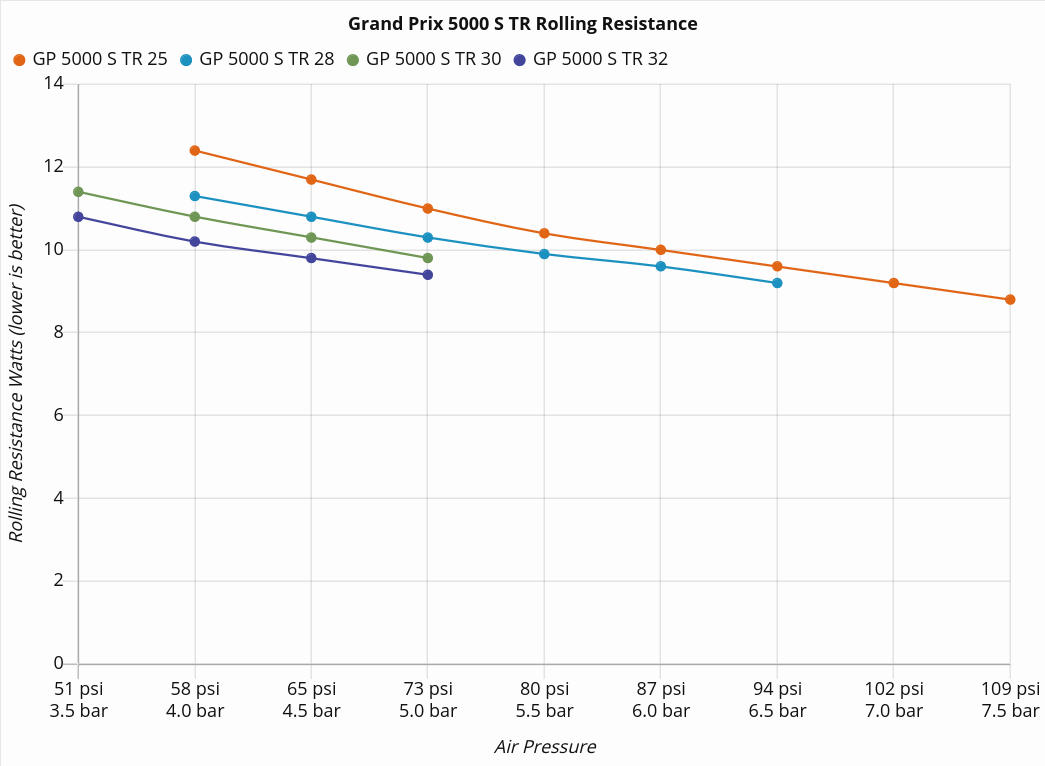 Grand Prix 5000 S TR Rolling Resistance
GP 5000 S TR 25 GP 5000 S TR 28 GP 5000 S TR 30 GP 5000 S TR 32
14
12
10
8
6
4
2
0
Rolling Resistance Watts (lower is better)
51 psi 58 psi 65 psi 73 psi 80 psi 87 psi 94 psi 102 psi 109 psi
3.5 bar 4.0 bar 4.5 bar 5.0 bar 5.5 bar 6.0 bar 6.5 bar 7.0 bar 7.5 bar
Air Pressure